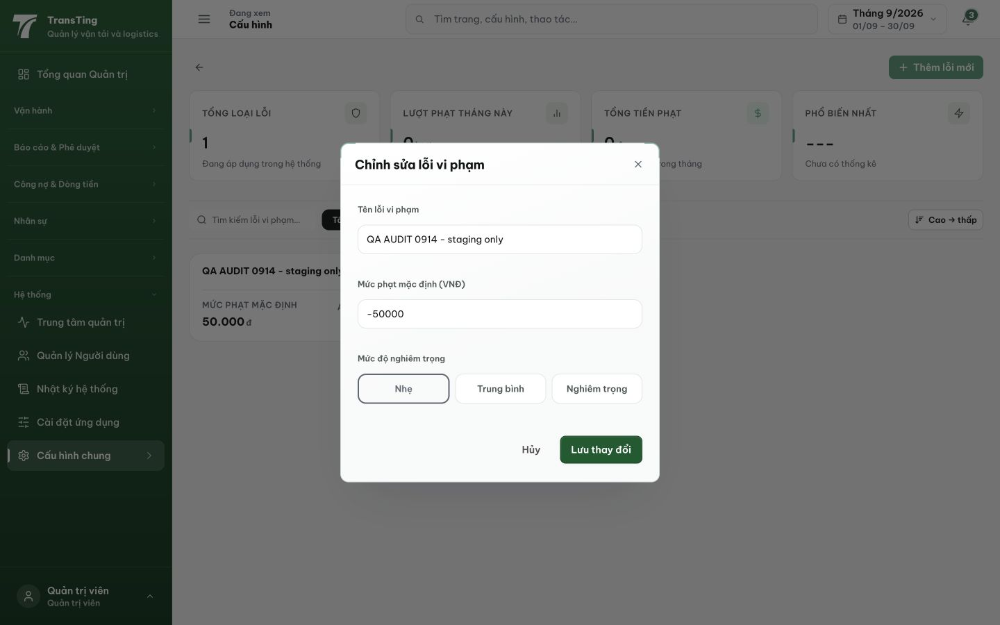 TransTing
Quản lý vận tải và logistics
Tổng quan Quản trị
Vận hành
Báo cáo & Phê duyệt
Công nợ & Dòng tiền
Nhân sự
Danh mục
Hệ thống
Trung tâm quản trị
Quản lý Người dùng
Nhật ký hệ thống
Cài đặt ứng dụng
Cấu hình chung
Quản trị viên
Quản trị viên
Đang xem
Cấu hình
Tìm trang, cấu hình, thao tác...
Tháng 9/2026
01/09 – 30/09
3
Thêm lỗi mới
TỔNG LOẠI LỖI
1
Đang áp dụng trong hệ thống
LƯỢT PHẠT THÁNG NÀY
0
TỔNG TIỀN PHẠT
0
trong tháng
PHỔ BIẾN NHẤT
---
Chưa có thống kê
Tìm kiếm lỗi vi phạm...
Cao → thấp
QA AUDIT 0914 - staging only
MỨC PHẠT MẶC ĐỊNH
50.000 đ
Chỉnh sửa lỗi vi phạm
Tên lỗi vi phạm
QA AUDIT 0914 - staging only
Mức phạt mặc định (VNĐ)
-50000
Mức độ nghiêm trọng
Nhẹ
Trung bình
Nghiêm trọng
Hủy
Lưu thay đổi